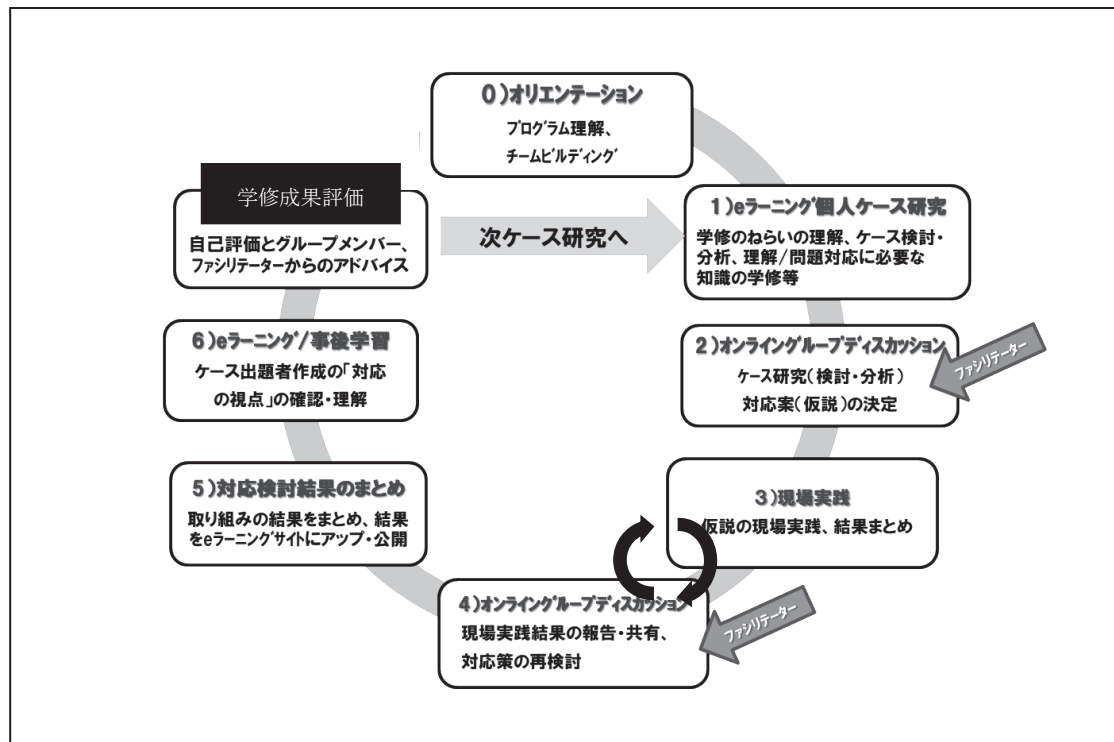 0)オリエンテーション
プログラム理解、
チームビルディング
学修成果評価
自己評価とグループメンバー、
ファシリテーターからのアドバイス
次ケース研究へ
1)eラーニング個人ケース研究
学修のねらいの理解、ケース検討・
分析、理解/問題対応に必要な
知識の学修等
2)オンライングループディスカッション
ケース研究(検討・分析)
対応案(仮説)の決定
ファシリテーター
3)現場実践
仮説の現場実践、結果まとめ
4)オンライングループディスカッション
現場実践結果の報告・共有、
対応策の再検討
ファシリテーター
5)対応検討結果のまとめ
取り組みの結果をまとめ、結果
をeラーニングサイトにアップ・公開
6)eラーニング/事後学習
ケース出題者作成の「対応
の視点」の確認・理解